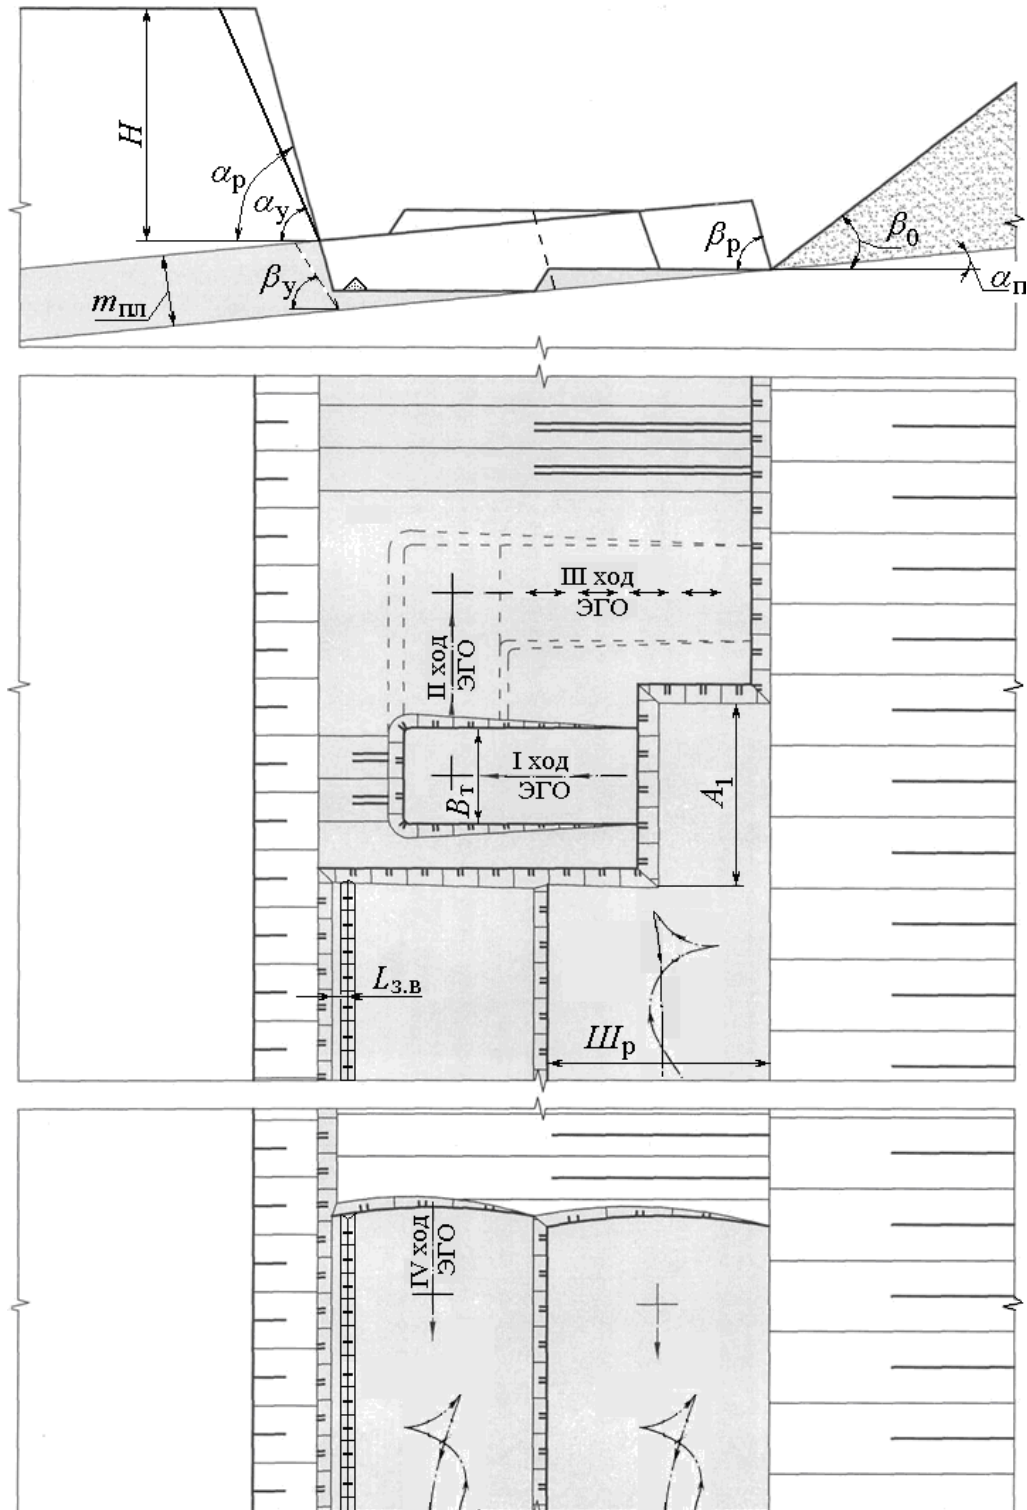 H
αр
αу
βу
mпл
βр
β0
αп
III ход
ЭГО
II ход
ЭГО
I ход
ЭГО
Bт
A1
Lз.в
Шр
IV ход
ЭГО